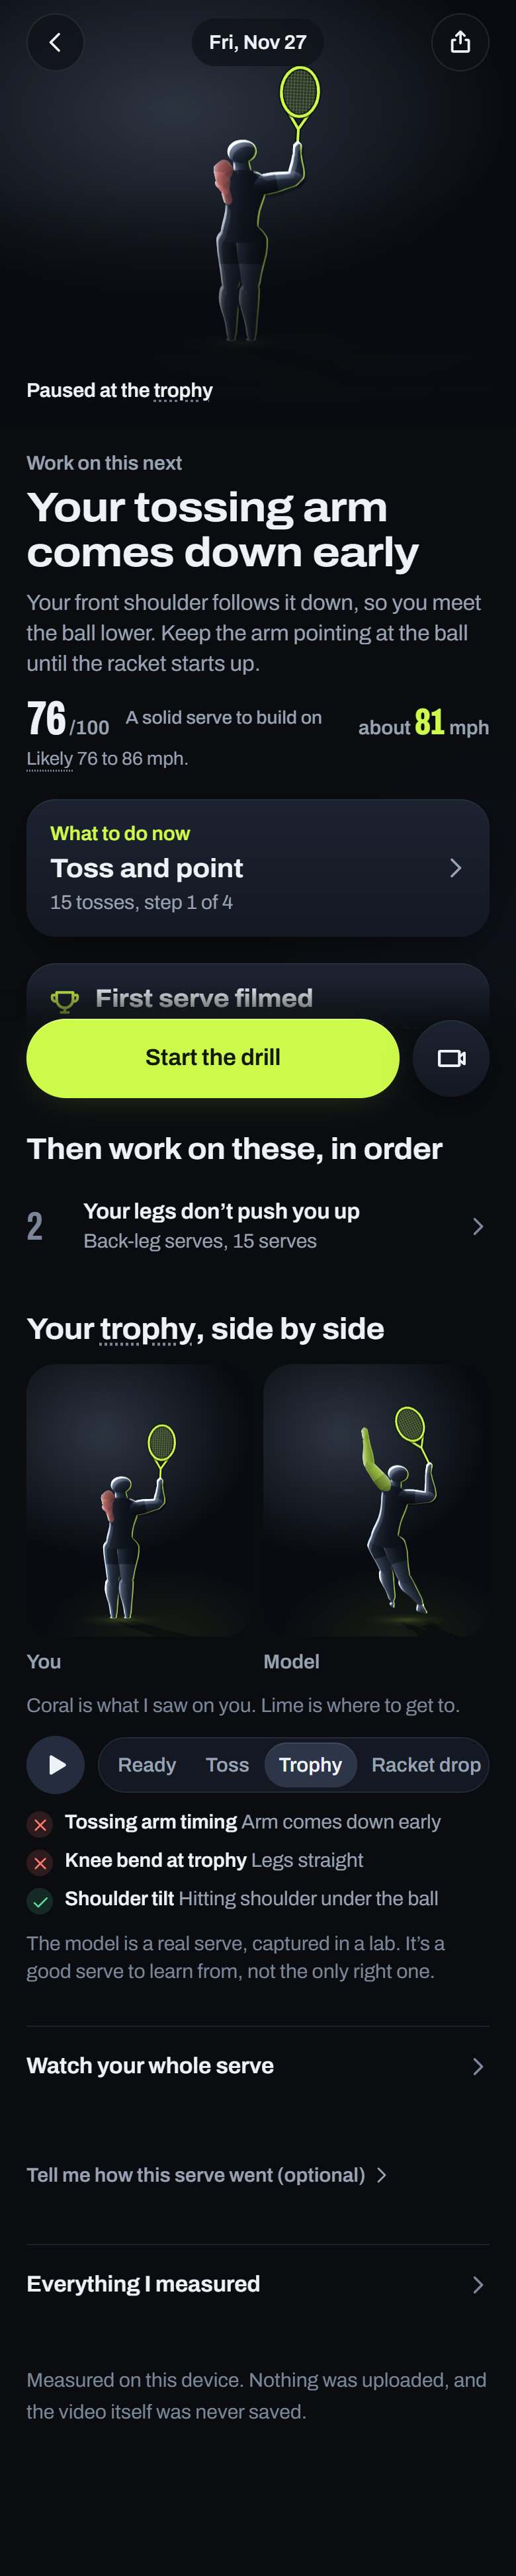 Fri, Nov 27
Paused at the trophy
Work on this next
Your tossing arm
comes down early
Your front shoulder follows it down, so you meet
the ball lower. Keep the arm pointing at the ball
until the racket starts up.
76/100 A solid serve to build on about 81 mph
Likely 76 to 86 mph.
What to do now
Toss and point
15 tosses, step 1 of 4
First serve filmed
Start the drill
Then work on these, in order
2 Your legs don’t push you up
Back-leg serves, 15 serves
Your trophy, side by side
You Model
Coral is what I saw on you. Lime is where to get to.
Ready Toss Trophy Racket drop
Tossing arm timing Arm comes down early
Knee bend at trophy Legs straight
Shoulder tilt Hitting shoulder under the ball
The model is a real serve, captured in a lab. It’s a
good serve to learn from, not the only right one.
Watch your whole serve
Tell me how this serve went (optional)
Everything I measured
Measured on this device. Nothing was uploaded, and
the video itself was never saved.